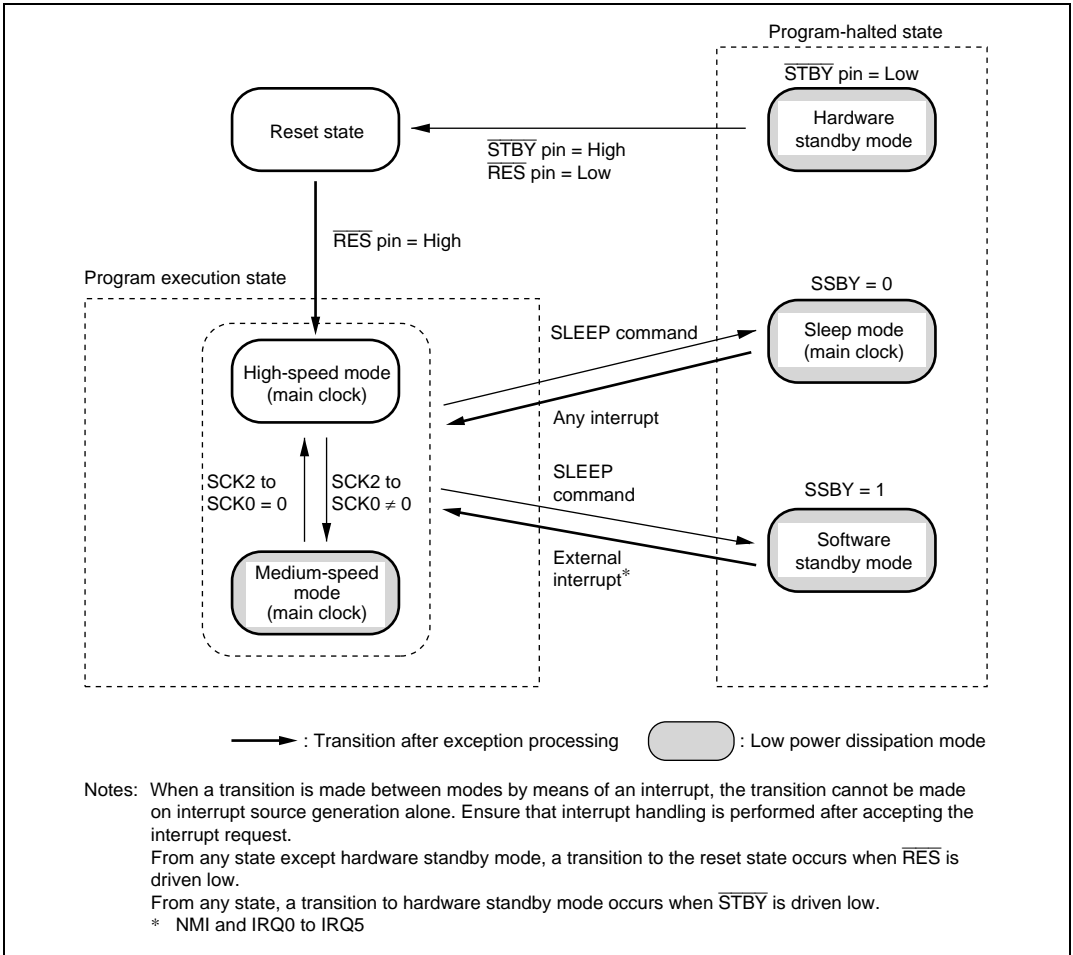 Program-halted state
STBY pin = Low
Hardware
standby mode
Reset state
STBY pin = High
RES pin = Low
RES pin = High
Program execution state
High-speed mode
(main clock)
SCK2 to
SCK0 = 0
SCK2 to
SCK0 ≠ 0
Medium-speed
mode
(main clock)
SLEEP command
Any interrupt
SSBY = 0
Sleep mode
(main clock)
SLEEP
command
External
interrupt*
SSBY = 1
Software
standby mode
: Transition after exception processing
: Low power dissipation mode
Notes: When a transition is made between modes by means of an interrupt, the transition cannot be made
on interrupt source generation alone. Ensure that interrupt handling is performed after accepting the
interrupt request.
From any state except hardware standby mode, a transition to the reset state occurs when RES is
driven low.
From any state, a transition to hardware standby mode occurs when STBY is driven low.
* NMI and IRQ0 to IRQ5